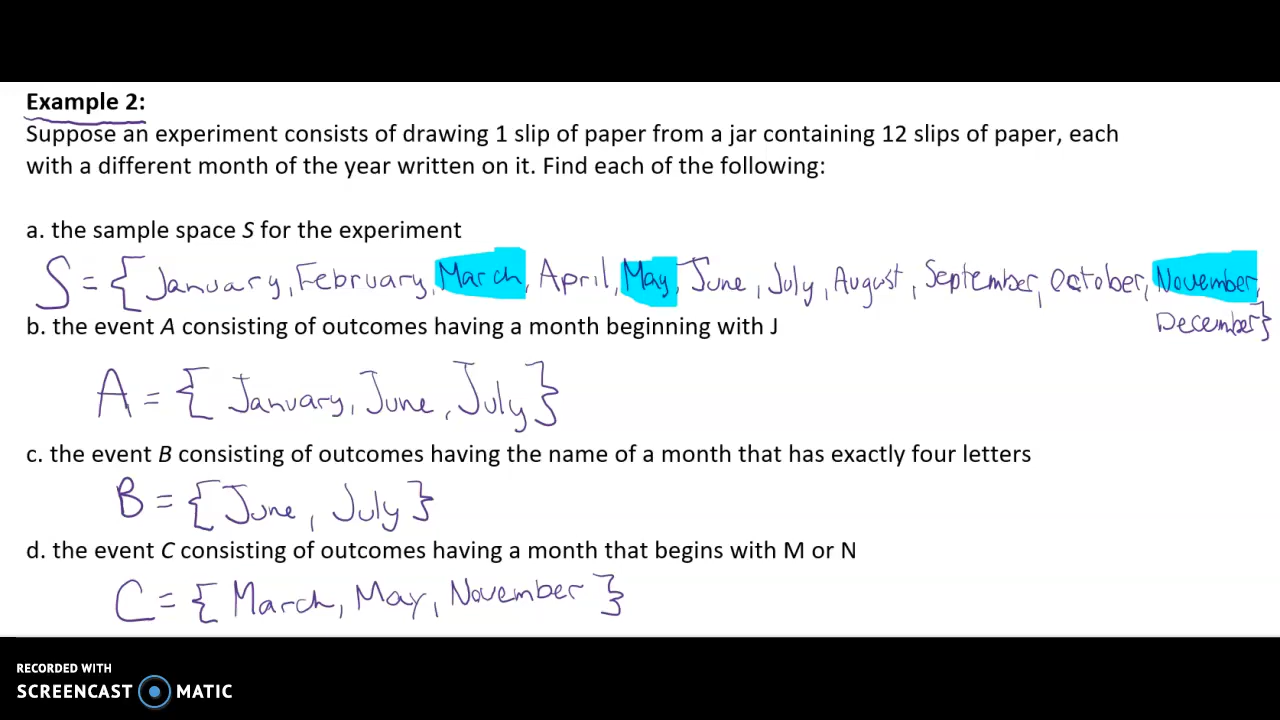 Example 2:
Suppose an experiment consists of drawing 1 slip of paper from a jar containing 12 slips of paper, each
with a different month of the year written on it. Find each of the following:
a. the sample space S for the experiment
S = { January, February, March, April, May, June, July, August, September, October, November,
December}
b. the event A consisting of outcomes having a month beginning with J
A = { January, June, July }
c. the event B consisting of outcomes having the name of a month that has exactly four letters
B = { June, July }
d. the event C consisting of outcomes having a month that begins with M or N
C = { March, May, November }
RECORDED WITH
SCREENCAST MATIC